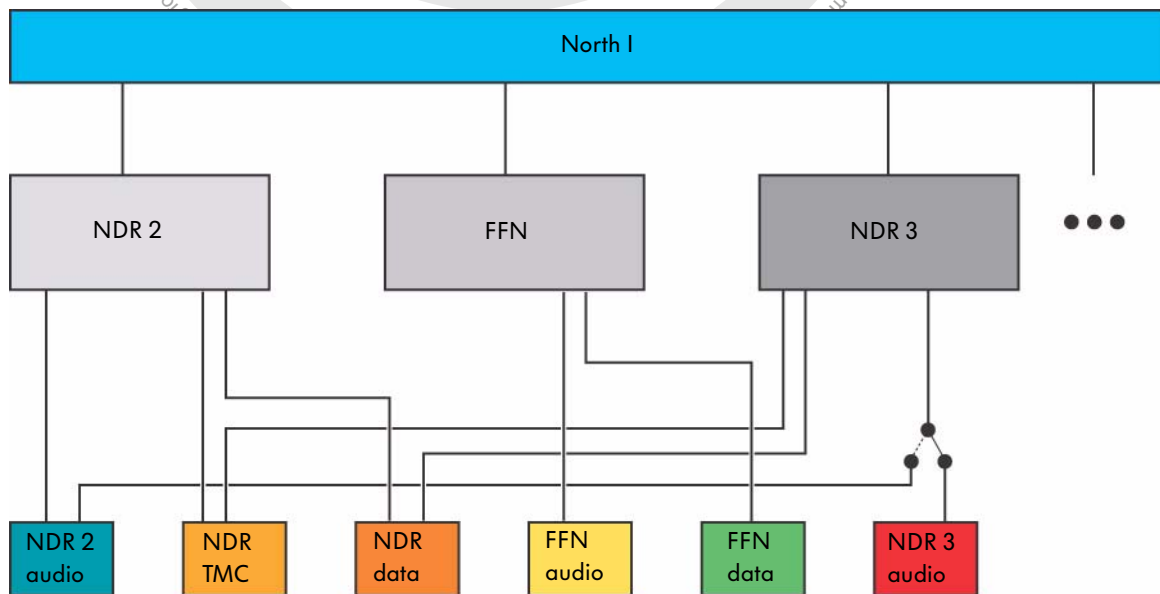 North I
NDR 2
FFN
NDR 3
NDR 2
audio
NDR
TMC
NDR
data
FFN
audio
FFN
data
NDR 3
audio